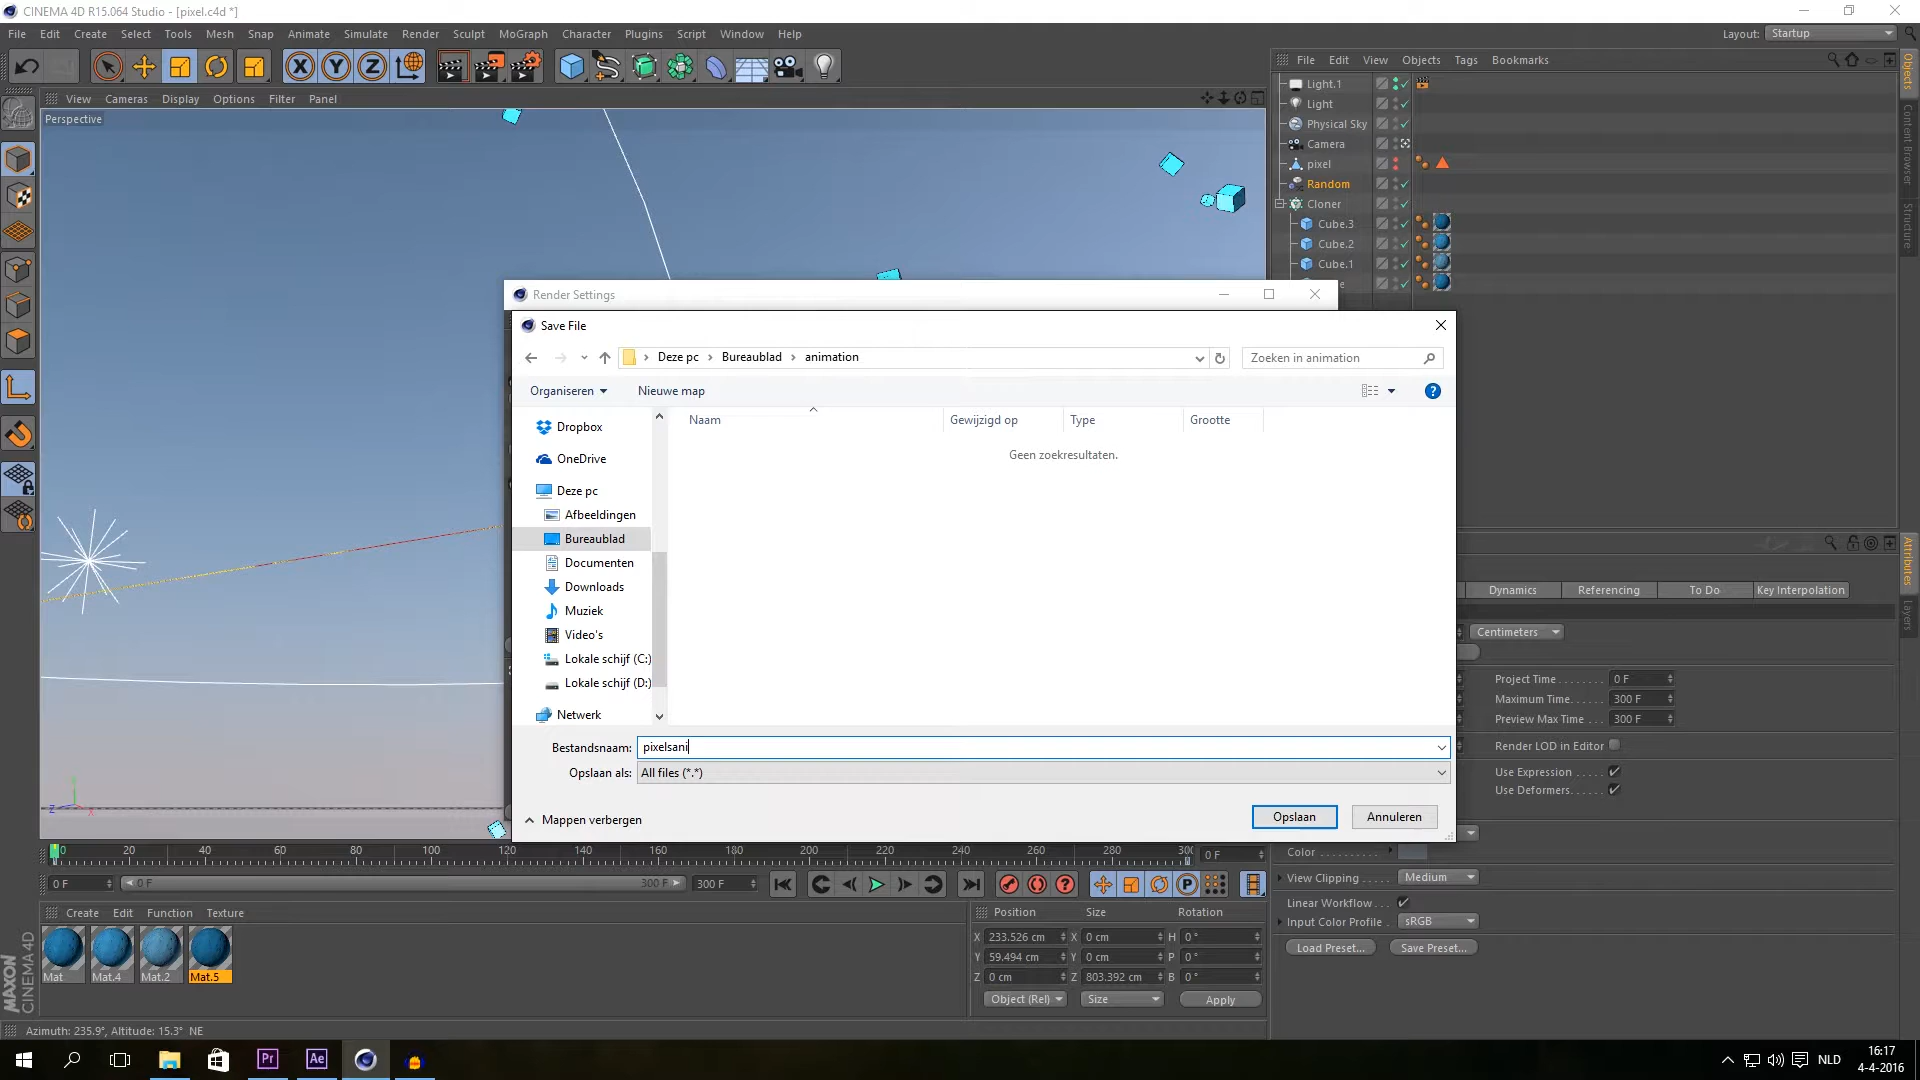 CINEMA 4D R15.064 Studio - [pixel.c4d *]
File Edit Create Select Tools Mesh Snap Animate Simulate Render Sculpt MoGraph Character Plugins Script Window Help
Layout: Startup
File Edit View Objects Tags Bookmarks
View Cameras Display Options Filter Panel
Perspective
Light.1
Light
Physical Sky
Camera
pixel
Random
Cloner
Cube.3
Cube.2
Cube.1
Objects
Content Browser
Structure
Render Settings
Save File
Deze pc Bureaublad animation
Zoeken in animation
Organiseren Nieuwe map
Naam Gewijzigd op Type Grootte
Geen zoekresultaten.
Dropbox
OneDrive
Deze pc
Afbeeldingen
Bureaublad
Documenten
Downloads
Muziek
Video's
Lokale schijf (C:)
Lokale schijf (D:)
Netwerk
Bestandsnaam: pixelsani
Opslaan als: All files (*.*)
Mappen verbergen
Opslaan Annuleren
Attributes
Layers
Dynamics Referencing To Do Key Interpolation
Centimeters
Project Time 0 F
Maximum Time 300 F
Preview Max Time 300 F
Render LOD in Editor
Use Expression
Use Deformers
Color
View Clipping Medium
Linear Workflow
Input Color Profile sRGB
Load Preset... Save Preset...
Z X
0 20 40 60 80 100 120 140 160 180 200 220 240 260 280 300 0 F
0 F 0 F 300 F 300 F
Create Edit Function Texture
Mat Mat.4 Mat.2 Mat.5
Position Size Rotation
X 233.526 cm X 0 cm H 0 °
Y 59.494 cm Y 0 cm P 0 °
Z 0 cm Z 803.392 cm B 0 °
Object (Rel) Size Apply
MAXON
CINEMA 4D
Azimuth: 235.9°, Altitude: 15.3° NE
Pr Ae
NLD
16:17
4-4-2016